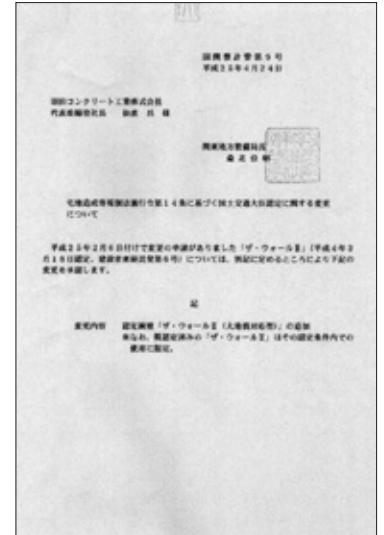 国関整計管第９号
平成２５年４月２４日
羽田コンクリート工業株式会社
代表取締役社長　　　　様
関東地方整備局長
宅地造成等規制法施行令第１４条に基づく国土交通大臣認定に関する変更
について
平成２５年２月６日付けで変更の申請がありました「ザ・ウォールⅡ」（平成４年３
月１８日認定、建設省　　第６号）については、別記に定めるところにより下記の
変更を承認します。
記
変更内容　認定擁壁「ザ・ウォールⅡ（大地震対応型）」の追加
※なお、既認定済みの「ザ・ウォールⅡ」はその認定条件内での
使用に限定。